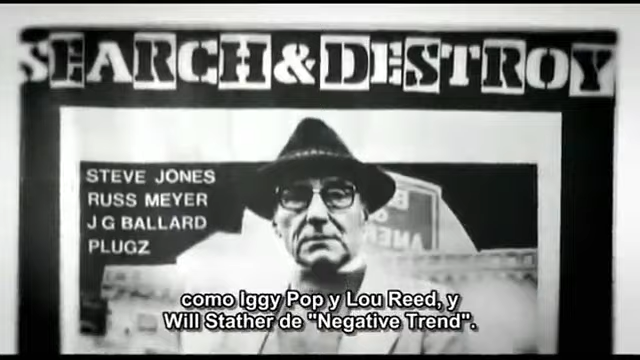 SEARCH&DESTROY
STEVE JONES
RUSS MEYER
J G BALLARD
PLUGZ
como Iggy Pop y Lou Reed, y
Will Stather de "Negative Trend".